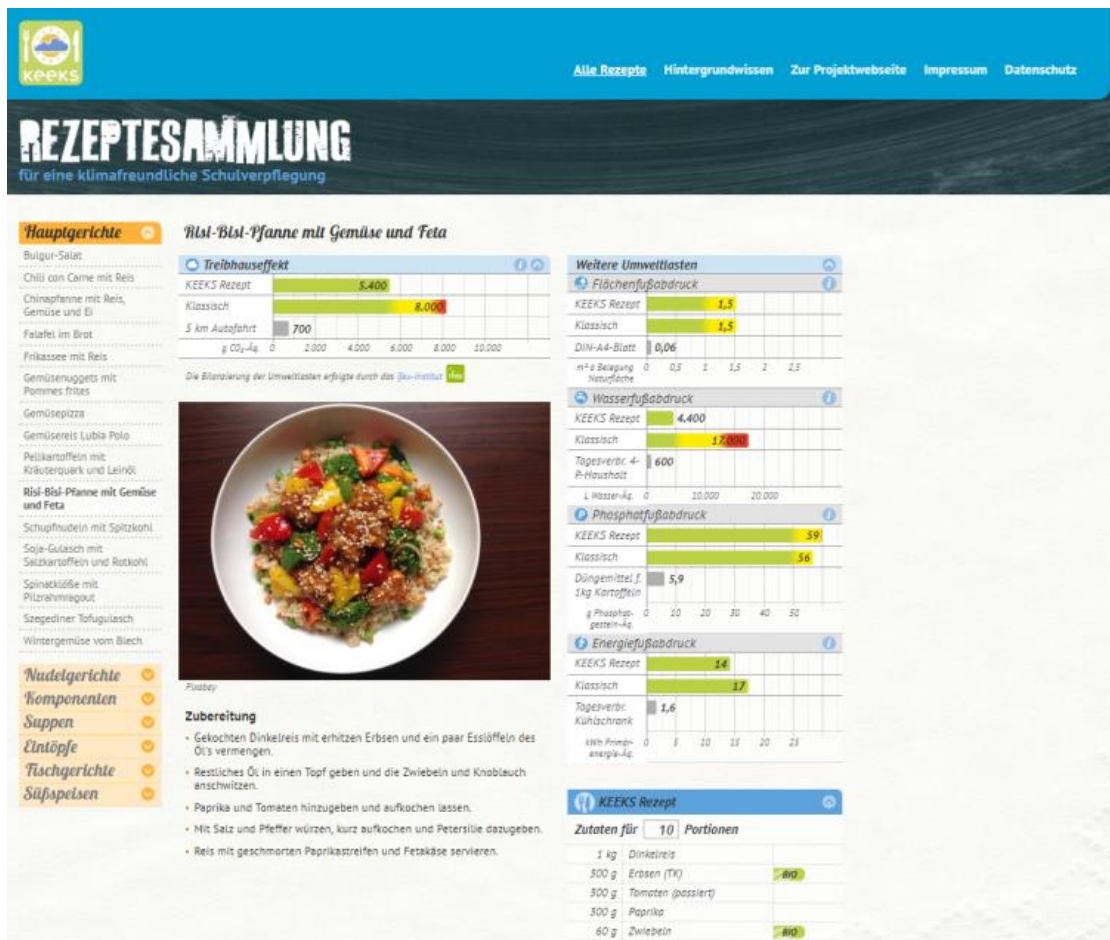 KEEKS
Alle Rezepte Hintergrundwissen Zur Projektwebseite Impressum Datenschutz
REZEPTESAMMLUNG
für eine klimafreundliche Schulverpflegung
Hauptgerichte
Bulgur-Salat
Chili con Carne mit Reis
Chinapfanne mit Reis,
Gemüse und Ei
Falafel im Brot
Frikassee mit Reis
Gemüsenuggets mit
Pommes frites
Gemüsepizza
Gemüsereis Lubia Polo
Pellkartoffeln mit
Kräuterquark und Leinöl
Risi-Bisi-Pfanne mit Gemüse
und Feta
Schupfnudeln mit Spitzkohl
Soja-Gulasch mit
Salzkartoffeln und Rotkohl
Spinatklöße mit
Pilzrahmragout
Szegediner Tofugulasch
Wintergemüse vom Blech
Nudelgerichte
Komponenten
Suppen
Eintöpfe
Fischgerichte
Süßspeisen
Risi-Bisi-Pfanne mit Gemüse und Feta
Treibhauseffekt
KEEKS Rezept 5.400
Klassisch 8.000
5 km Autofahrt 700
g CO₂-Äq. 0 2.000 4.000 6.000 8.000 10.000
Die Bilanzierung der Umweltlasten erfolgte durch das ifeu-Institut ifeu
Pixabay
Zubereitung
• Gekochten Dinkelreis mit erhitzen Erbsen und ein paar Esslöffeln des
Öl's vermengen.
• Restliches Öl in einen Topf geben und die Zwiebeln und Knoblauch
anschwitzen.
• Paprika und Tomaten hinzugeben und aufkochen lassen.
• Mit Salz und Pfeffer würzen, kurz aufkochen und Petersilie dazugeben.
• Reis mit geschmorten Paprikastreifen und Fetakäse servieren.
Weitere Umweltlasten
Flächenfußabdruck
KEEKS Rezept 1,5
Klassisch 1,5
DIN-A4-Blatt 0,06
m²·a Belegung 0 0,5 1 1,5 2 2,5
Naturfläche
Wasserfußabdruck
KEEKS Rezept 4.400
Klassisch 17.000
Tagesverbr. 4- 600
P.-Haushalt
L Wasser-Äq. 0 10.000 20.000
P Phosphatfußabdruck
KEEKS Rezept 59
Klassisch 56
Düngemittel f. 5,9
1kg Kartoffeln
g Phosphat- 0 10 20 30 40 50
gestein-Äq.
Energiefußabdruck
KEEKS Rezept 14
Klassisch 17
Tagesverbr. 1,6
Kühlschrank
kWh Primär- 0 5 10 15 20 25
energie-Äq.
KEEKS Rezept
Zutaten für 10 Portionen
1 kg Dinkelreis
300 g Erbsen (TK) BIO
300 g Tomaten (passiert)
300 g Paprika
60 g Zwiebeln BIO